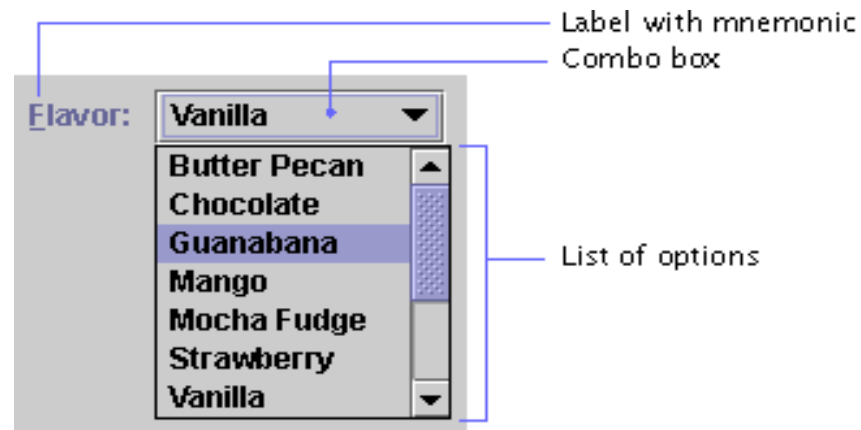 Label with mnemonic
Combo box
Flavor:
Vanilla
Butter Pecan
Chocolate
Guanabana
Mango
Mocha Fudge
Strawberry
Vanilla
List of options